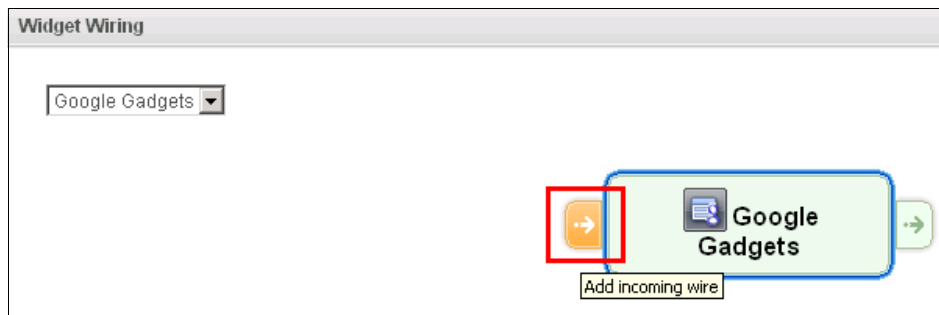 Widget Wiring
Google Gadgets
Google
Gadgets
Add incoming wire